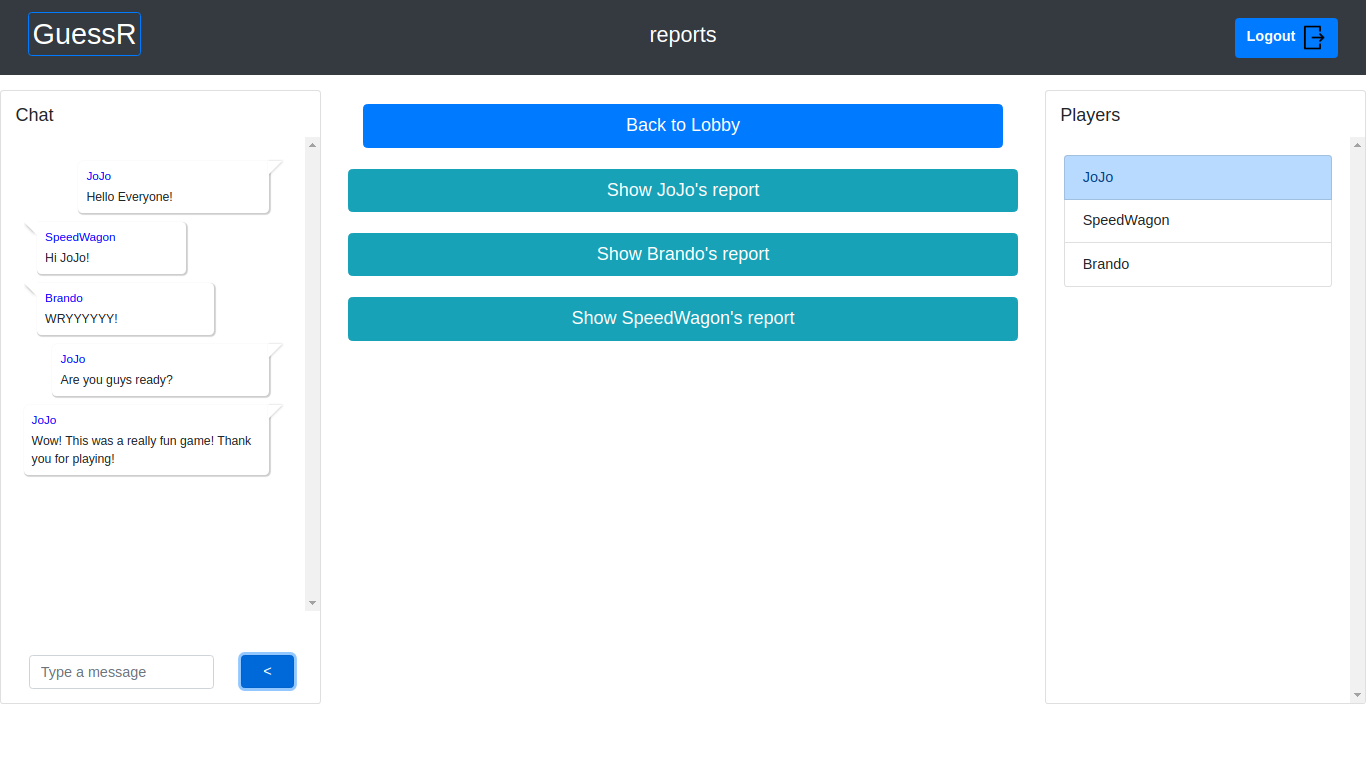 GuessR
reports
Logout
Chat
JoJo
Hello Everyone!
SpeedWagon
Hi JoJo!
Brando
WRYYYYYY!
JoJo
Are you guys ready?
JoJo
Wow! This was a really fun game! Thank
you for playing!
Type a message
<
Back to Lobby
Show JoJo's report
Show Brando's report
Show SpeedWagon's report
Players
JoJo
SpeedWagon
Brando